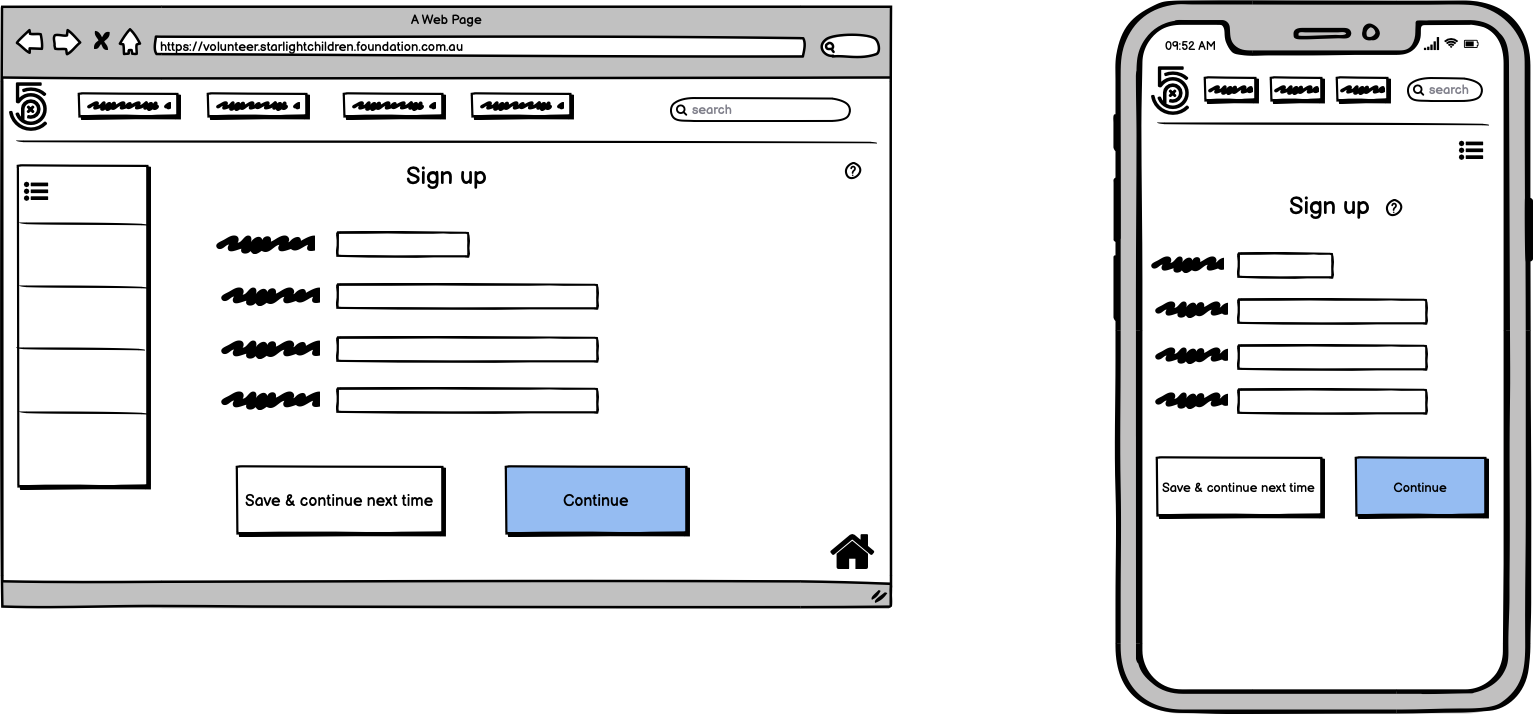 A Web Page
https://volunteer.starlightchildren.foundation.com.au
search
Sign up
?
Save & continue next time
Continue
09:52 AM
search
Sign up
?
Save & continue next time
Continue